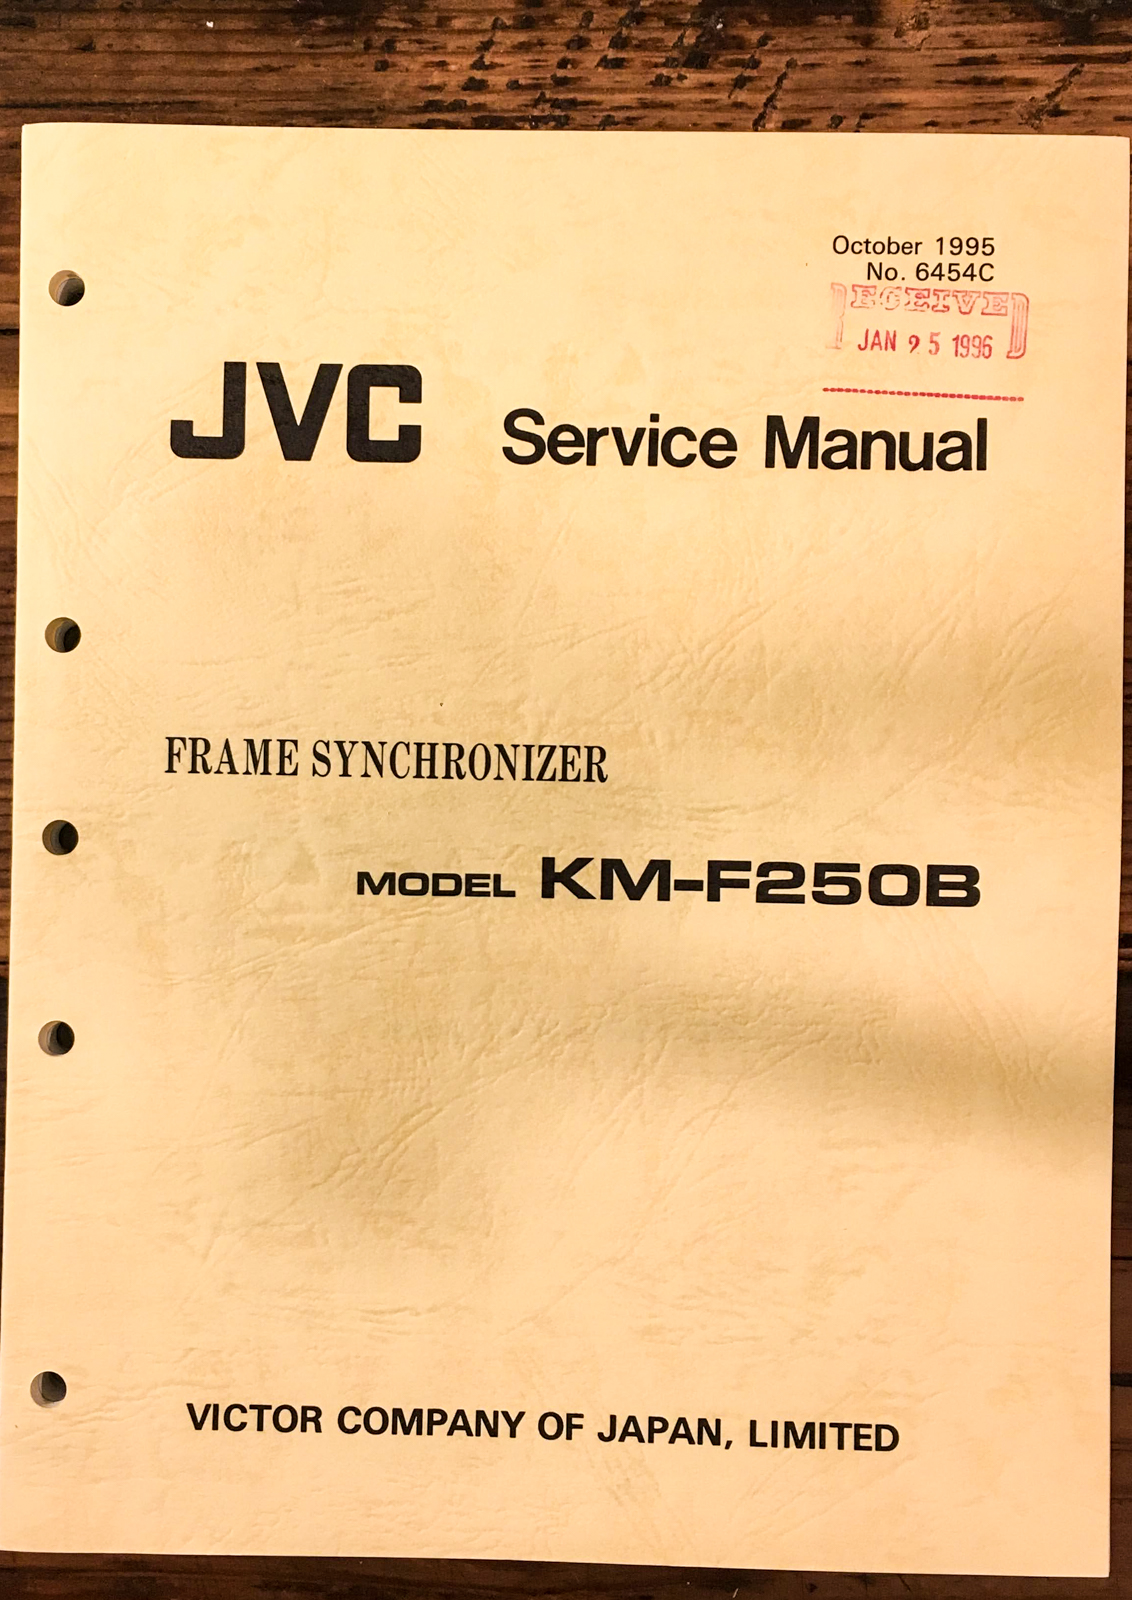 October 1995
No. 6454C
RECEIVED
JAN 25 1996
JVC Service Manual
FRAME SYNCHRONIZER
MODEL KM-F250B
VICTOR COMPANY OF JAPAN, LIMITED